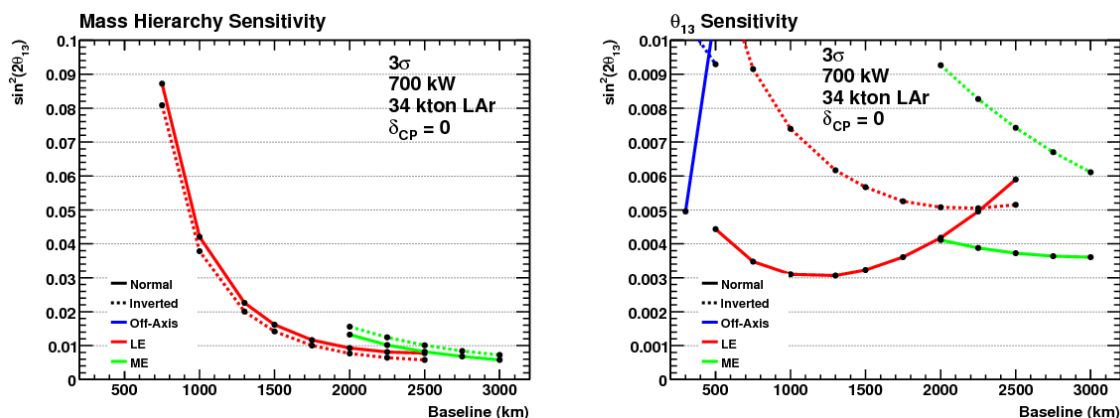 Mass Hierarchy Sensitivity
sin²(2θ₁₃)
0.1
0.09
0.08
0.07
0.06
0.05
0.04
0.03
0.02
0.01
0
3σ
700 kW
34 kton LAr
δ_CP = 0
Normal
Inverted
Off-Axis
LE
ME
500 1000 1500 2000 2500 3000
Baseline (km)
θ₁₃ Sensitivity
sin²(2θ₁₃)
0.01
0.009
0.008
0.007
0.006
0.005
0.004
0.003
0.002
0.001
0
3σ
700 kW
34 kton LAr
δ_CP = 0
Normal
Inverted
Off-Axis
LE
ME
500 1000 1500 2000 2500 3000
Baseline (km)